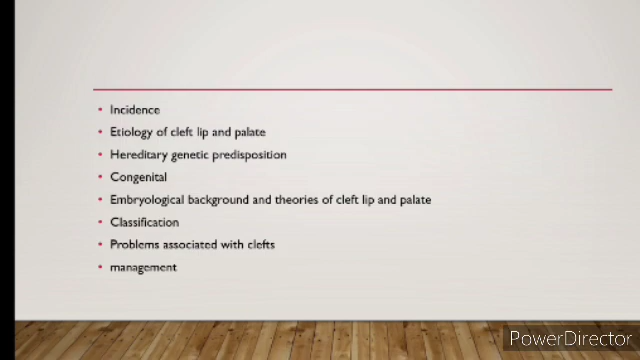 Incidence
Etiology of cleft lip and palate
Hereditary genetic predisposition
Congenital
Embryological background and theories of cleft lip and palate
Classification
Problems associated with clefts
management
PowerDirector